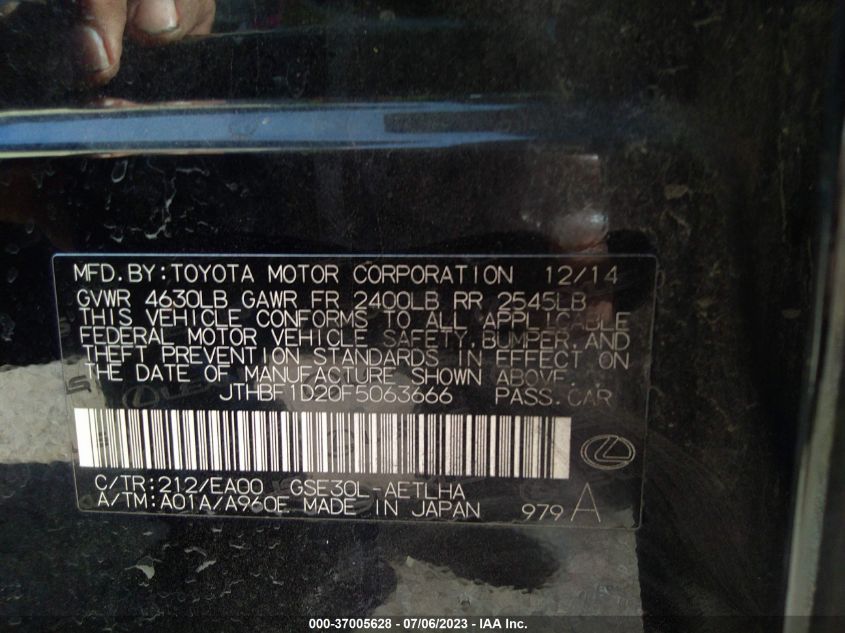 MFD.BY:TOYOTA MOTOR CORPORATION 12/14
GVWR 4630LB GAWR FR 2400LB RR 2545LB
THIS VEHICLE CONFORMS TO ALL APPLICABLE
FEDERAL MOTOR VEHICLE SAFETY,BUMPER,AND
THEFT PREVENTION STANDARDS IN EFFECT ON
THE DATE OF MANUFACTURE SHOWN ABOVE.
JTHBF1D20F5063666 PASS.CAR
C/TR:212/EA00 GSE30L-AETLHA
A/TM:A01A/A960E MADE IN JAPAN 979 A
000-37005628 - 07/06/2023 - IAA Inc.